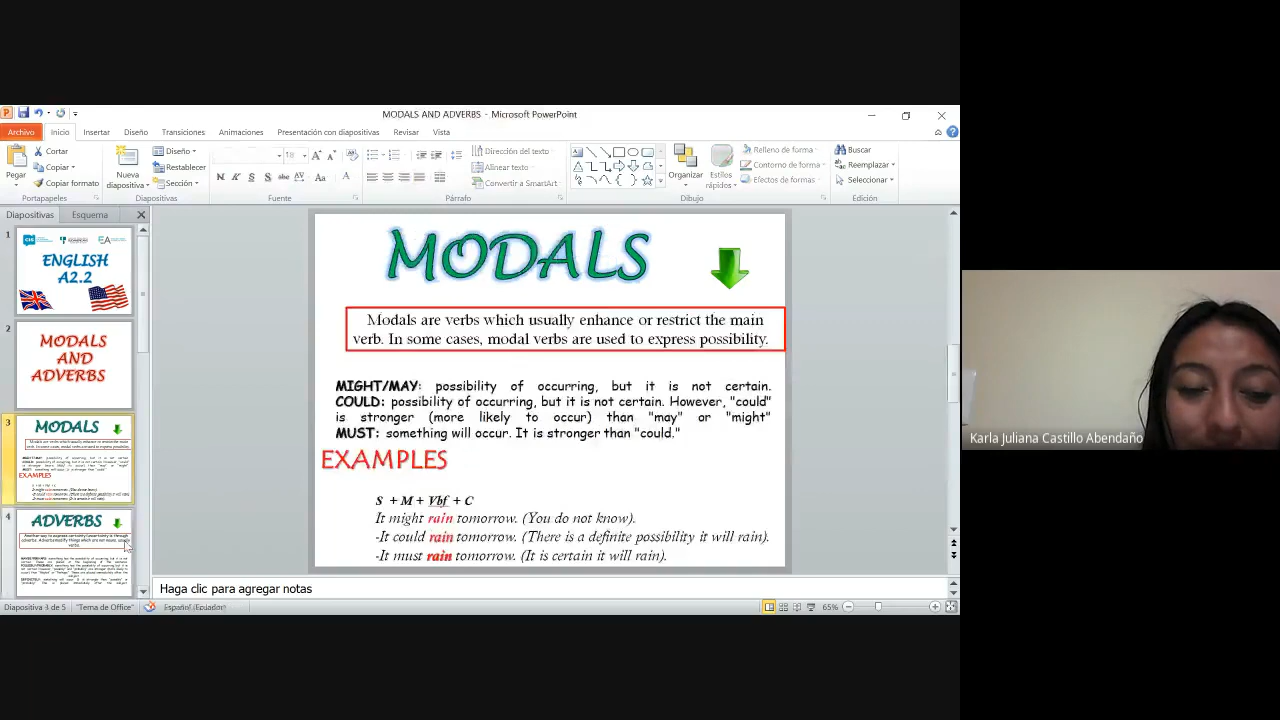 MODALS AND ADVERBS - Microsoft PowerPoint
Archivo Inicio Insertar Diseño Transiciones Animaciones Presentación con diapositivas Revisar Vista
Pegar
Cortar
Copiar
Copiar formato
Portapapeles
Nueva diapositiva
Diseño
Restablecer
Sección
Diapositivas
N K S S abc AV Aa A
Fuente
Dirección del texto
Alinear texto
Convertir a SmartArt
Párrafo
Organizar
Estilos rápidos
Relleno de forma
Contorno de forma
Efectos de formas
Dibujo
Buscar
Reemplazar
Seleccionar
Edición
Diapositivas Esquema
1
ENGLISH
A2.2
2
MODALS
AND
ADVERBS
3
MODALS
EXAMPLES
4
ADVERBS
MODALS
Modals are verbs which usually enhance or restrict the main
verb. In some cases, modal verbs are used to express possibility.
MIGHT/MAY: possibility of occurring, but it is not certain.
COULD: possibility of occurring, but it is not certain. However, "could"
is stronger (more likely to occur) than "may" or "might"
MUST: something will occur. It is stronger than "could."
EXAMPLES
S + M + Vbf + C
It might rain tomorrow. (You do not know).
-It could rain tomorrow. (There is a definite possibility it will rain).
-It must rain tomorrow. (It is certain it will rain).
Haga clic para agregar notas
Diapositiva 3 de 5 "Tema de Office" Español (Ecuador) 65%
Karla Juliana Castillo Abendaño